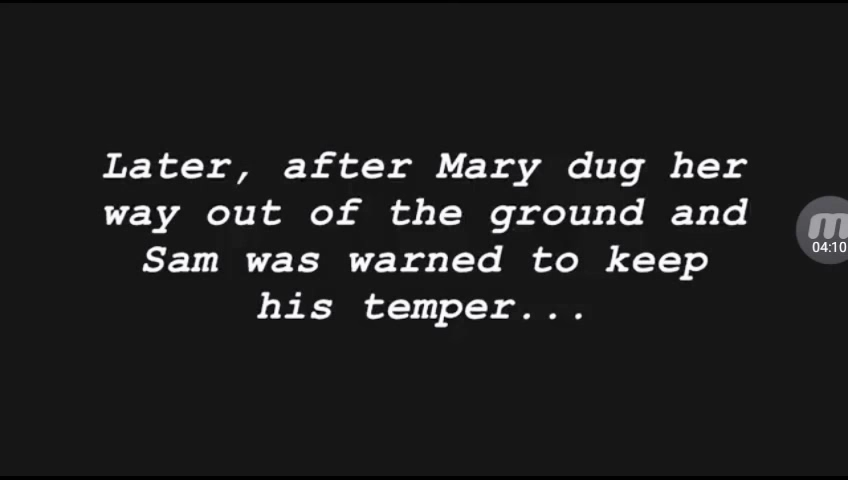 Later, after Mary dug her
way out of the ground and
Sam was warned to keep
his temper...
m
04:10